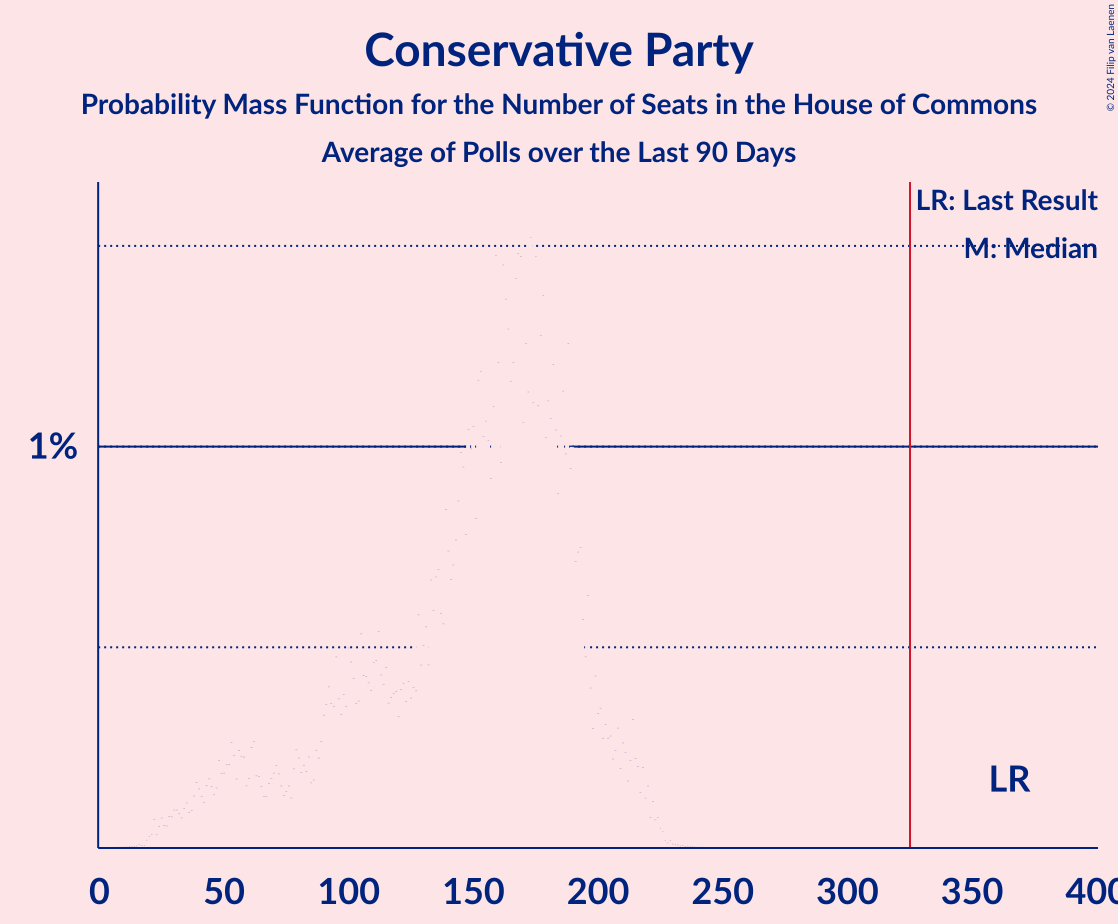 Conservative Party
Probability Mass Function for the Number of Seats in the House of Commons
Average of Polls over the Last 90 Days
© 2024 Filip van Laenen
LR: Last Result
M: Median
1%
LR
0 50 100 150 200 250 300 350 400